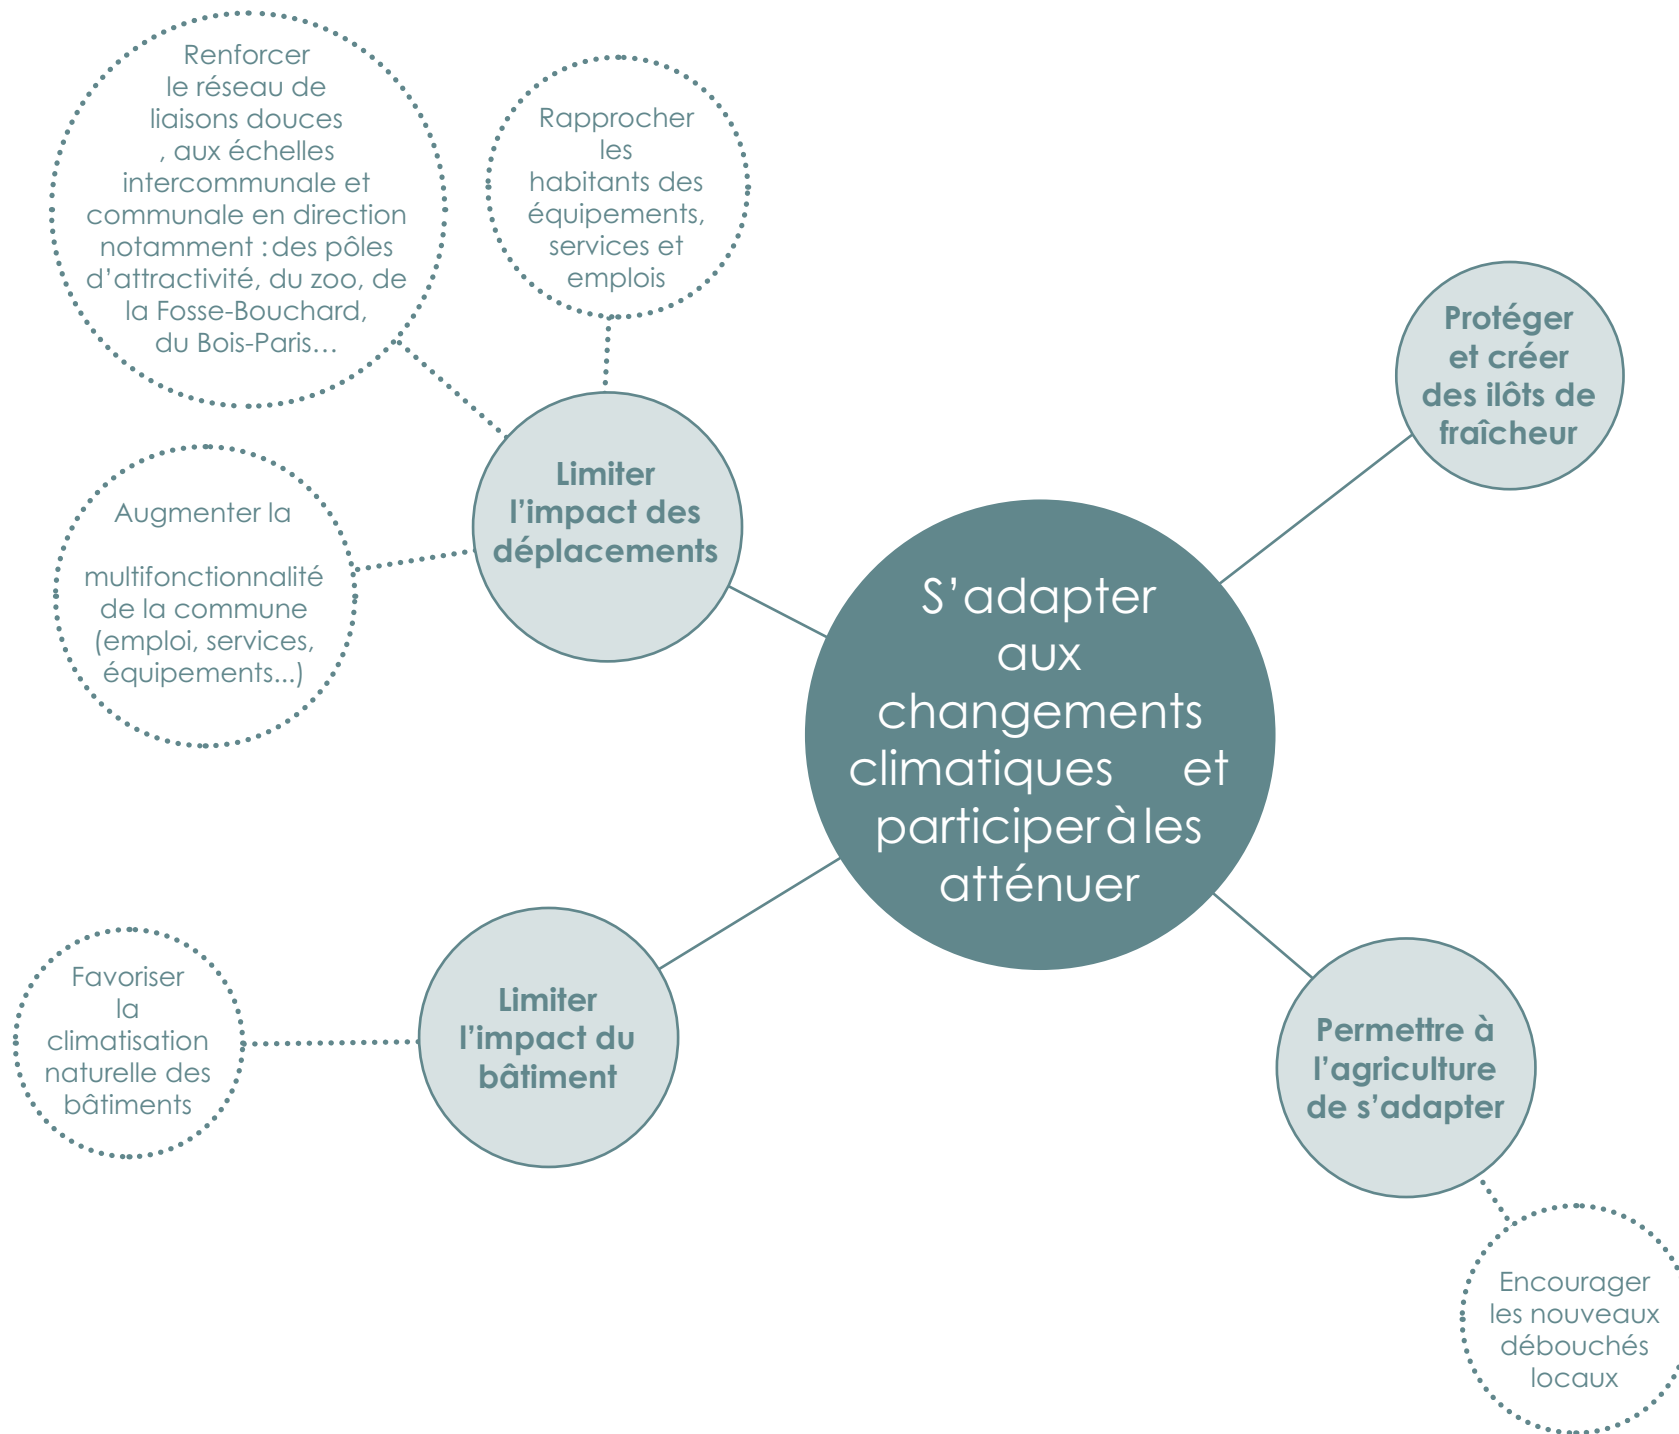 Renforcer
le réseau de
liaisons douces
, aux échelles
intercommunale et
communale en direction
notamment : des pôles
d’attractivité, du zoo, de
la Fosse-Bouchard,
du Bois-Paris…
Rapprocher
les
habitants des
équipements,
services et
emplois
Protéger
et créer
des ilôts de
fraîcheur
Limiter
l’impact des
déplacements
Augmenter la
multifonctionnalité
de la commune
(emploi, services,
équipements...)
S’adapter
aux
changements
climatiques et
participer à les
atténuer
Favoriser
la
climatisation
naturelle des
bâtiments
Limiter
l’impact du
bâtiment
Permettre à
l’agriculture
de s’adapter
Encourager
les nouveaux
débouchés
locaux